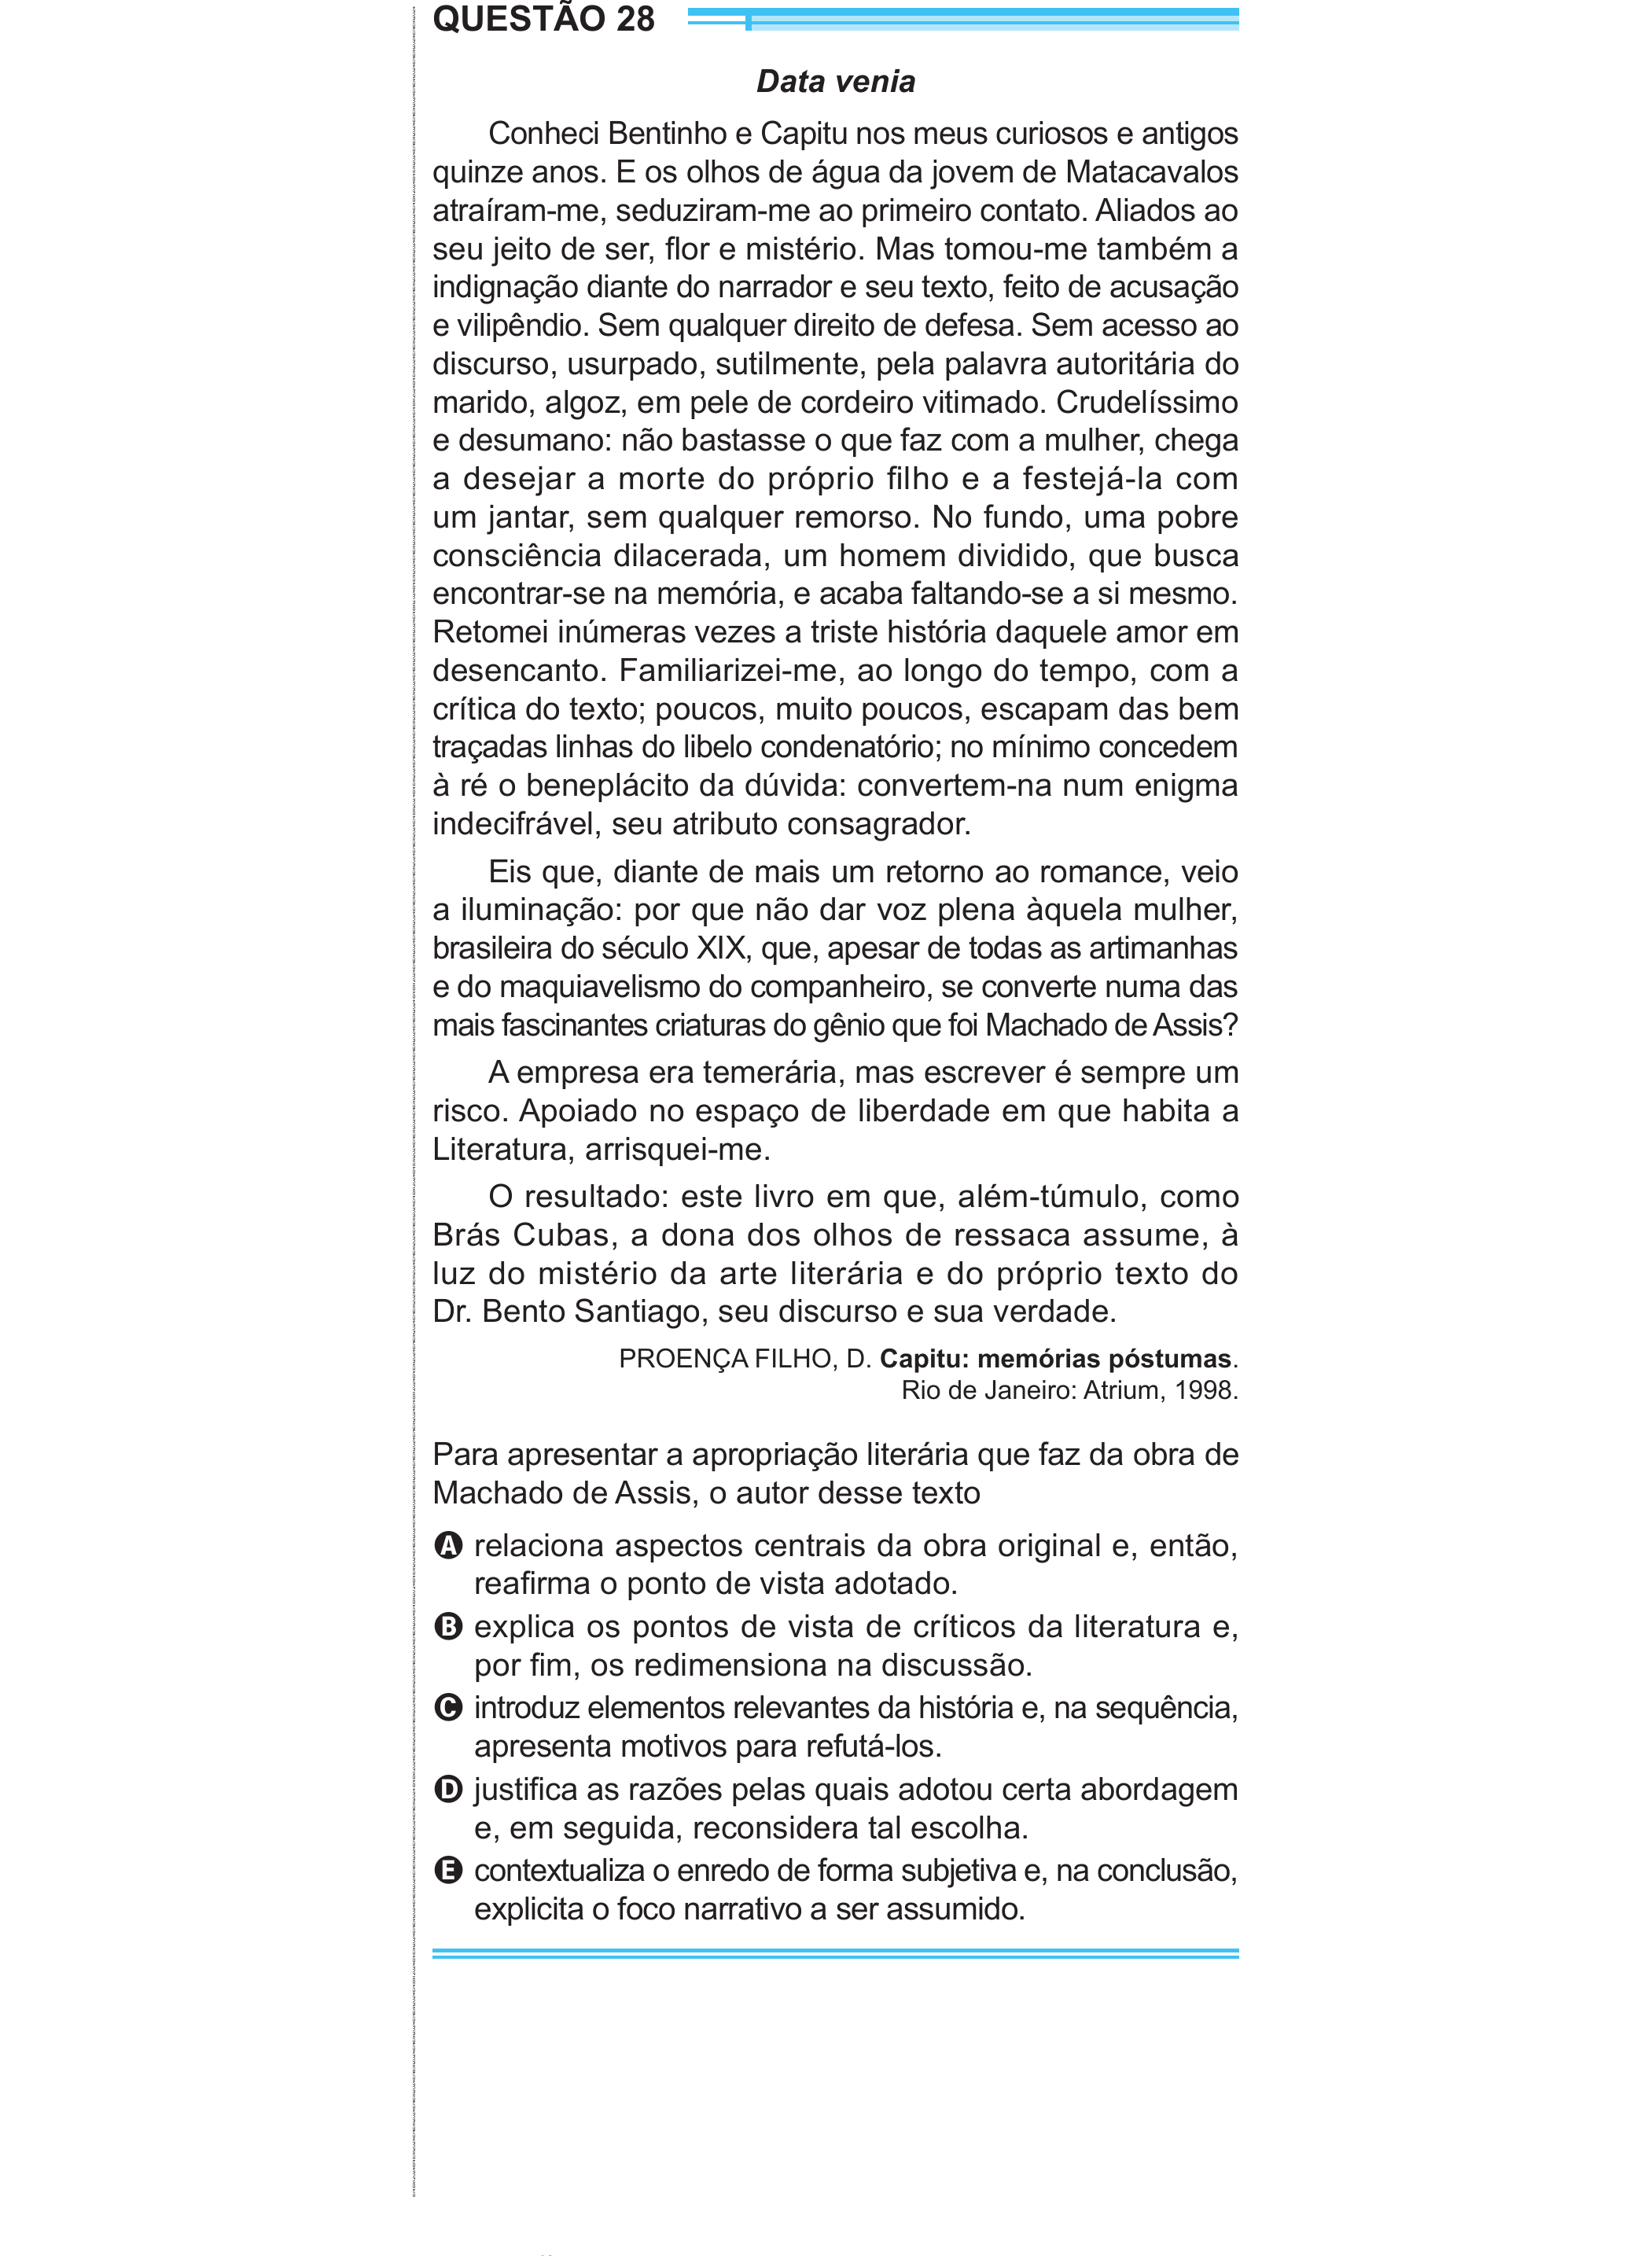 QUESTÃO 28
Data venia
Conheci Bentinho e Capitu nos meus curiosos e antigos
quinze anos. E os olhos de água da jovem de Matacavalos
atraíram-me, seduziram-me ao primeiro contato. Aliados ao
seu jeito de ser, flor e mistério. Mas tomou-me também a
indignação diante do narrador e seu texto, feito de acusação
e vilipêndio. Sem qualquer direito de defesa. Sem acesso ao
discurso, usurpado, sutilmente, pela palavra autoritária do
marido, algoz, em pele de cordeiro vitimado. Crudelíssimo
e desumano: não bastasse o que faz com a mulher, chega
a desejar a morte do próprio filho e a festejá-la com
um jantar, sem qualquer remorso. No fundo, uma pobre
consciência dilacerada, um homem dividido, que busca
encontrar-se na memória, e acaba faltando-se a si mesmo.
Retomei inúmeras vezes a triste história daquele amor em
desencanto. Familiarizei-me, ao longo do tempo, com a
crítica do texto; poucos, muito poucos, escapam das bem
traçadas linhas do libelo condenatório; no mínimo concedem
à ré o beneplácito da dúvida: convertem-na num enigma
indecifrável, seu atributo consagrador.
Eis que, diante de mais um retorno ao romance, veio
a iluminação: por que não dar voz plena àquela mulher,
brasileira do século XIX, que, apesar de todas as artimanhas
e do maquiavelismo do companheiro, se converte numa das
mais fascinantes criaturas do gênio que foi Machado de Assis?
A empresa era temerária, mas escrever é sempre um
risco. Apoiado no espaço de liberdade em que habita a
Literatura, arrisquei-me.
O resultado: este livro em que, além-túmulo, como
Brás Cubas, a dona dos olhos de ressaca assume, à
luz do mistério da arte literária e do próprio texto do
Dr. Bento Santiago, seu discurso e sua verdade.
PROENÇA FILHO, D. Capitu: memórias póstumas.
Rio de Janeiro: Atrium, 1998.
Para apresentar a apropriação literária que faz da obra de
Machado de Assis, o autor desse texto
A relaciona aspectos centrais da obra original e, então,
reafirma o ponto de vista adotado.
B explica os pontos de vista de críticos da literatura e,
por fim, os redimensiona na discussão.
C introduz elementos relevantes da história e, na sequência,
apresenta motivos para refutá-los.
D justifica as razões pelas quais adotou certa abordagem
e, em seguida, reconsidera tal escolha.
E contextualiza o enredo de forma subjetiva e, na conclusão,
explicita o foco narrativo a ser assumido.